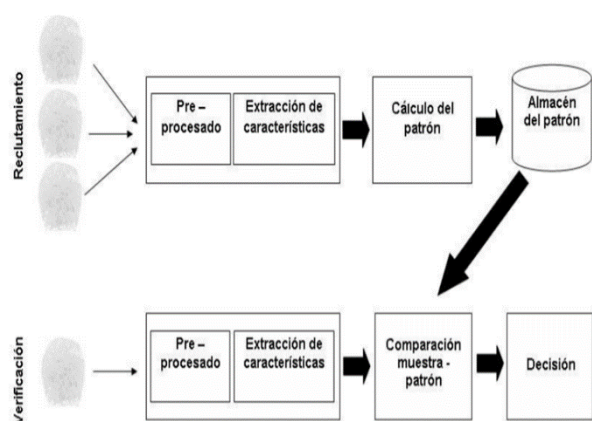 Reclutamiento
Pre –
procesado
Extracción de
características
Cálculo del
patrón
Almacén
del patrón
Verificación
Pre –
procesado
Extracción de
características
Comparación
muestra -
patrón
Decisión